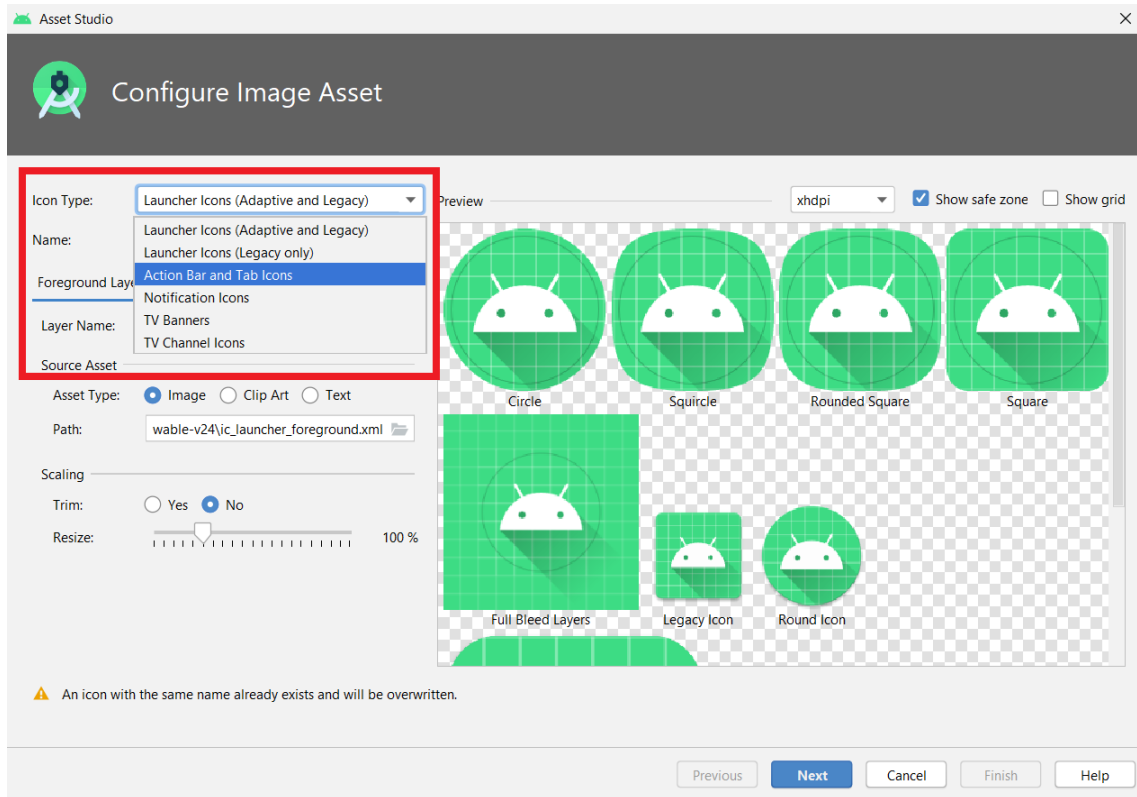 Asset Studio
Configure Image Asset
Icon Type: Launcher Icons (Adaptive and Legacy)
Launcher Icons (Adaptive and Legacy)
Launcher Icons (Legacy only)
Action Bar and Tab Icons
Notification Icons
TV Banners
TV Channel Icons
Name:
Foreground Laye
Layer Name:
Source Asset
Asset Type: Image Clip Art Text
Path: wable-v24\ic_launcher_foreground.xml
Scaling
Trim: Yes No
Resize: 100 %
Preview xhdpi Show safe zone Show grid
Circle Squircle Rounded Square Square
Full Bleed Layers Legacy Icon Round Icon
An icon with the same name already exists and will be overwritten.
Previous Next Cancel Finish Help